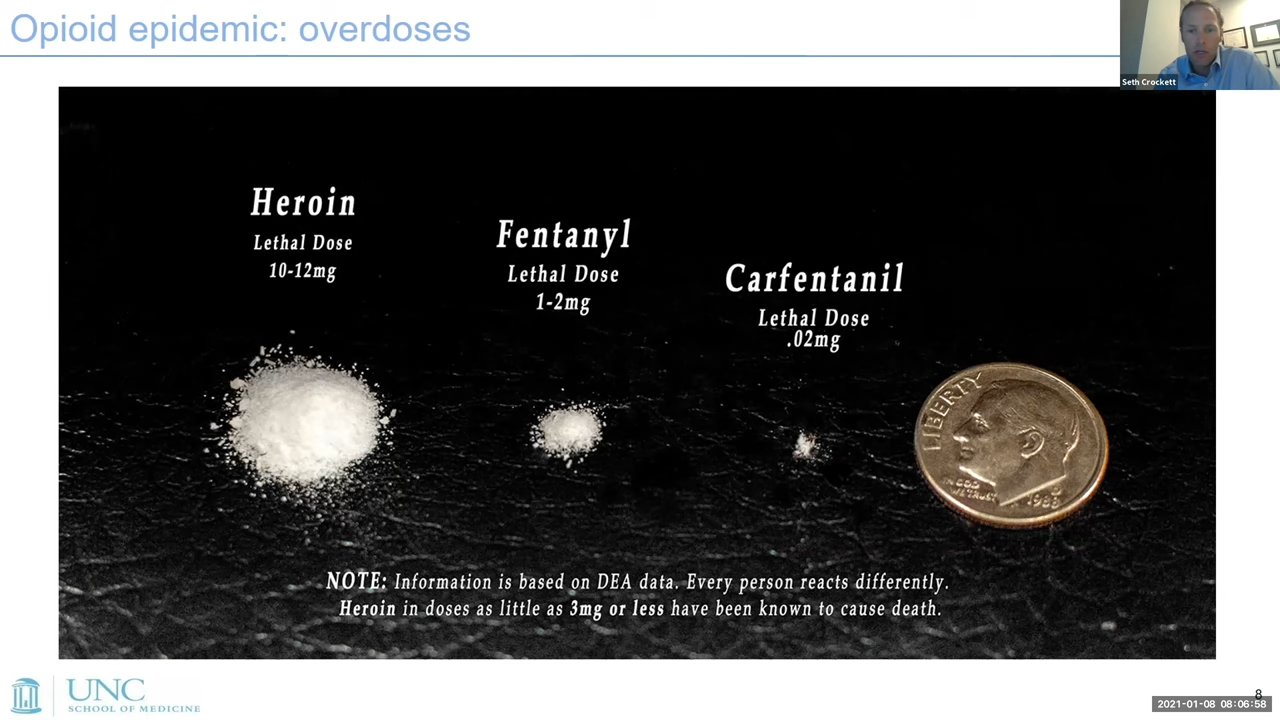 Opioid epidemic: overdoses
Seth Crockett
Heroin
Lethal Dose
10-12mg
Fentanyl
Lethal Dose
1-2mg
Carfentanil
Lethal Dose
.02mg
LIBERTY
IN GOD
WE TRUST
NOTE: Information is based on DEA data. Every person reacts differently.
Heroin in doses as little as 3mg or less have been known to cause death.
UNC
SCHOOL OF MEDICINE
8
2021-01-08 08:06:58